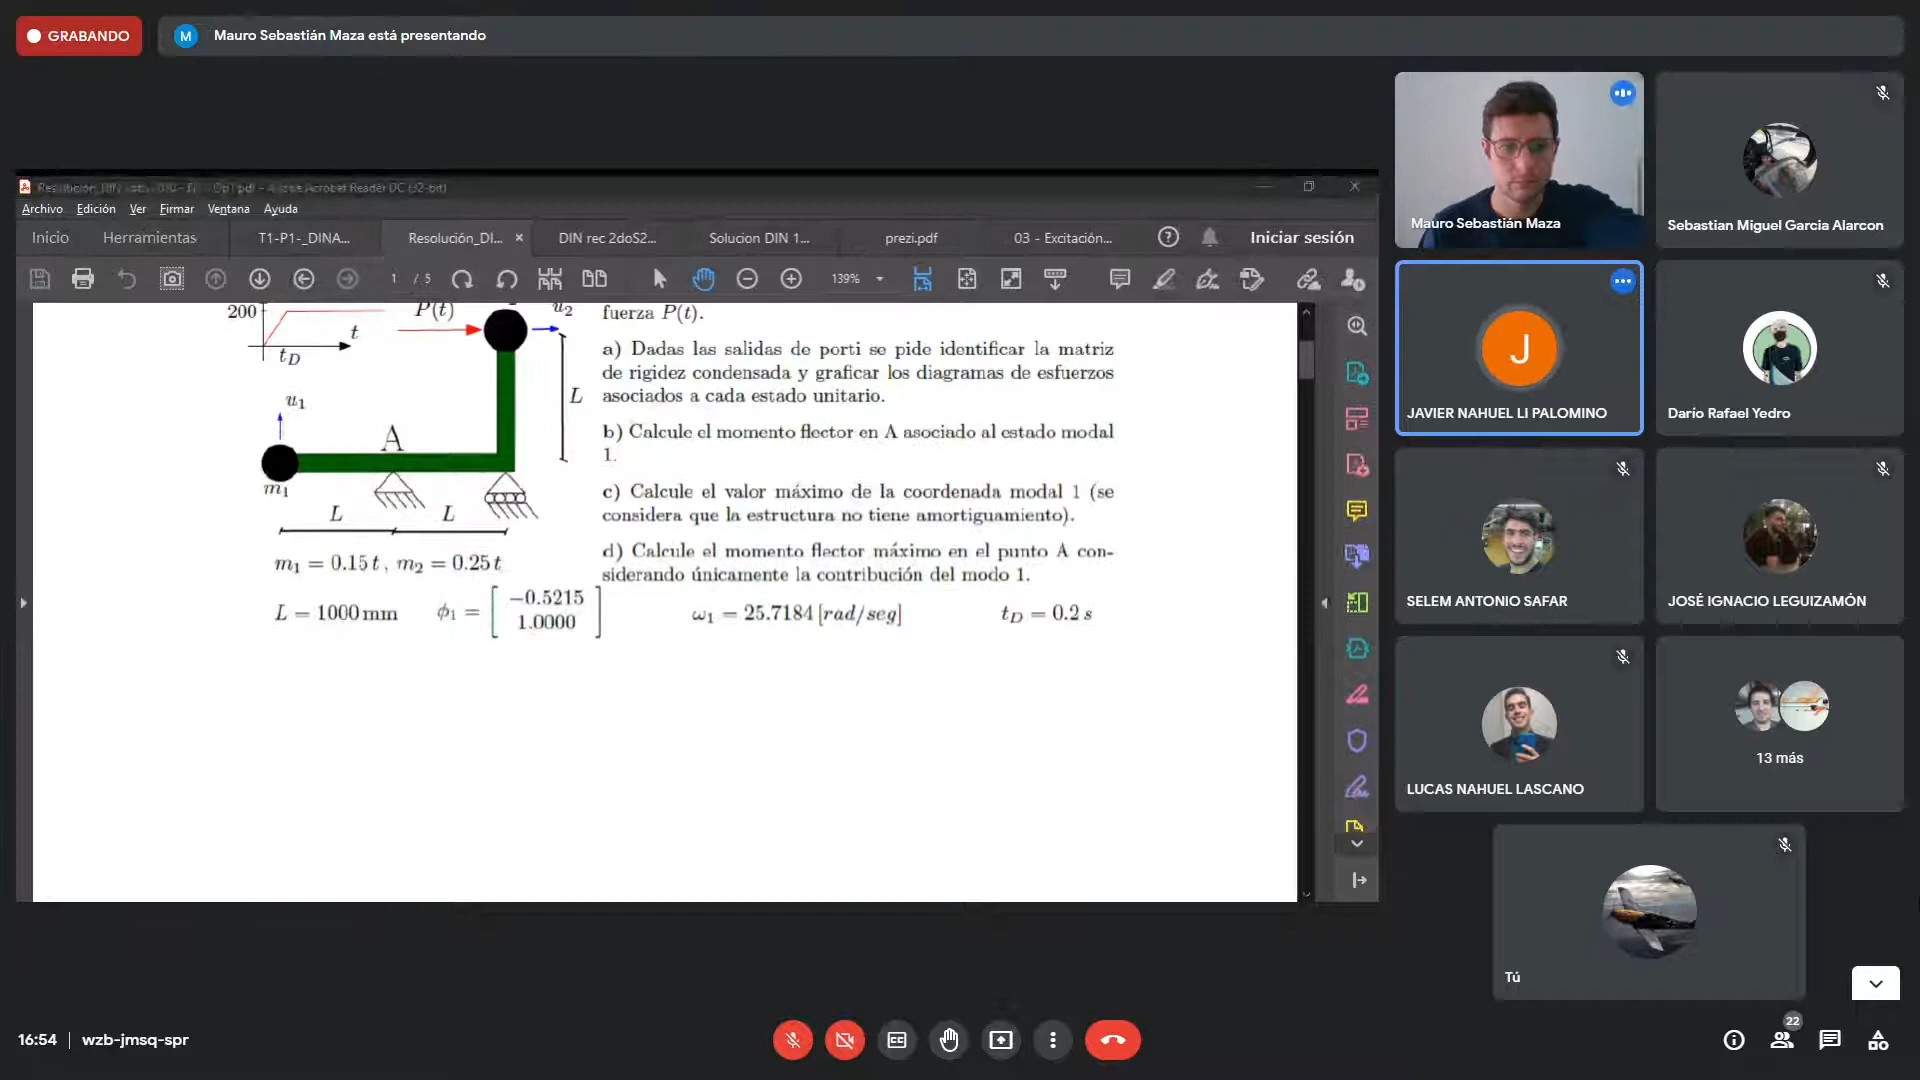 GRABANDO
M
Mauro Sebastián Maza está presentando
Acrobat Reader DC (32-bit)
Archivo Edición Ver Firmar Ventana Ayuda
Inicio Herramientas T1-P1-_DINA... Resolución_DI... × DIN rec 2doS2... Solucion DIN 1... prezi.pdf 03 - Excitación... Iniciar sesión
1 / 5 139%
200
P(t)
u2
t
tD
u1
A
L
m1
L L
m1 = 0.15 t , m2 = 0.25 t
L = 1000 mm
fuerza P(t).
a) Dadas las salidas de porti se pide identificar la matriz
de rigidez condensada y graficar los diagramas de esfuerzos
asociados a cada estado unitario.
b) Calcule el momento flector en A asociado al estado modal
1.
c) Calcule el valor máximo de la coordenada modal 1 (se
considera que la estructura no tiene amortiguamiento).
d) Calcule el momento flector máximo en el punto A con-
siderando únicamente la contribución del modo 1.
ϕ1 = [ −0.5215
1.0000 ]
ω1 = 25.7184 [rad/seg]
tD = 0.2 s
Mauro Sebastián Maza
Sebastian Miguel Garcia Alarcon
J
JAVIER NAHUEL LI PALOMINO
Darío Rafael Yedro
SELEM ANTONIO SAFAR
JOSÉ IGNACIO LEGUIZAMÓN
LUCAS NAHUEL LASCANO
13 más
Tú
16:54 | wzb-jmsq-spr
22